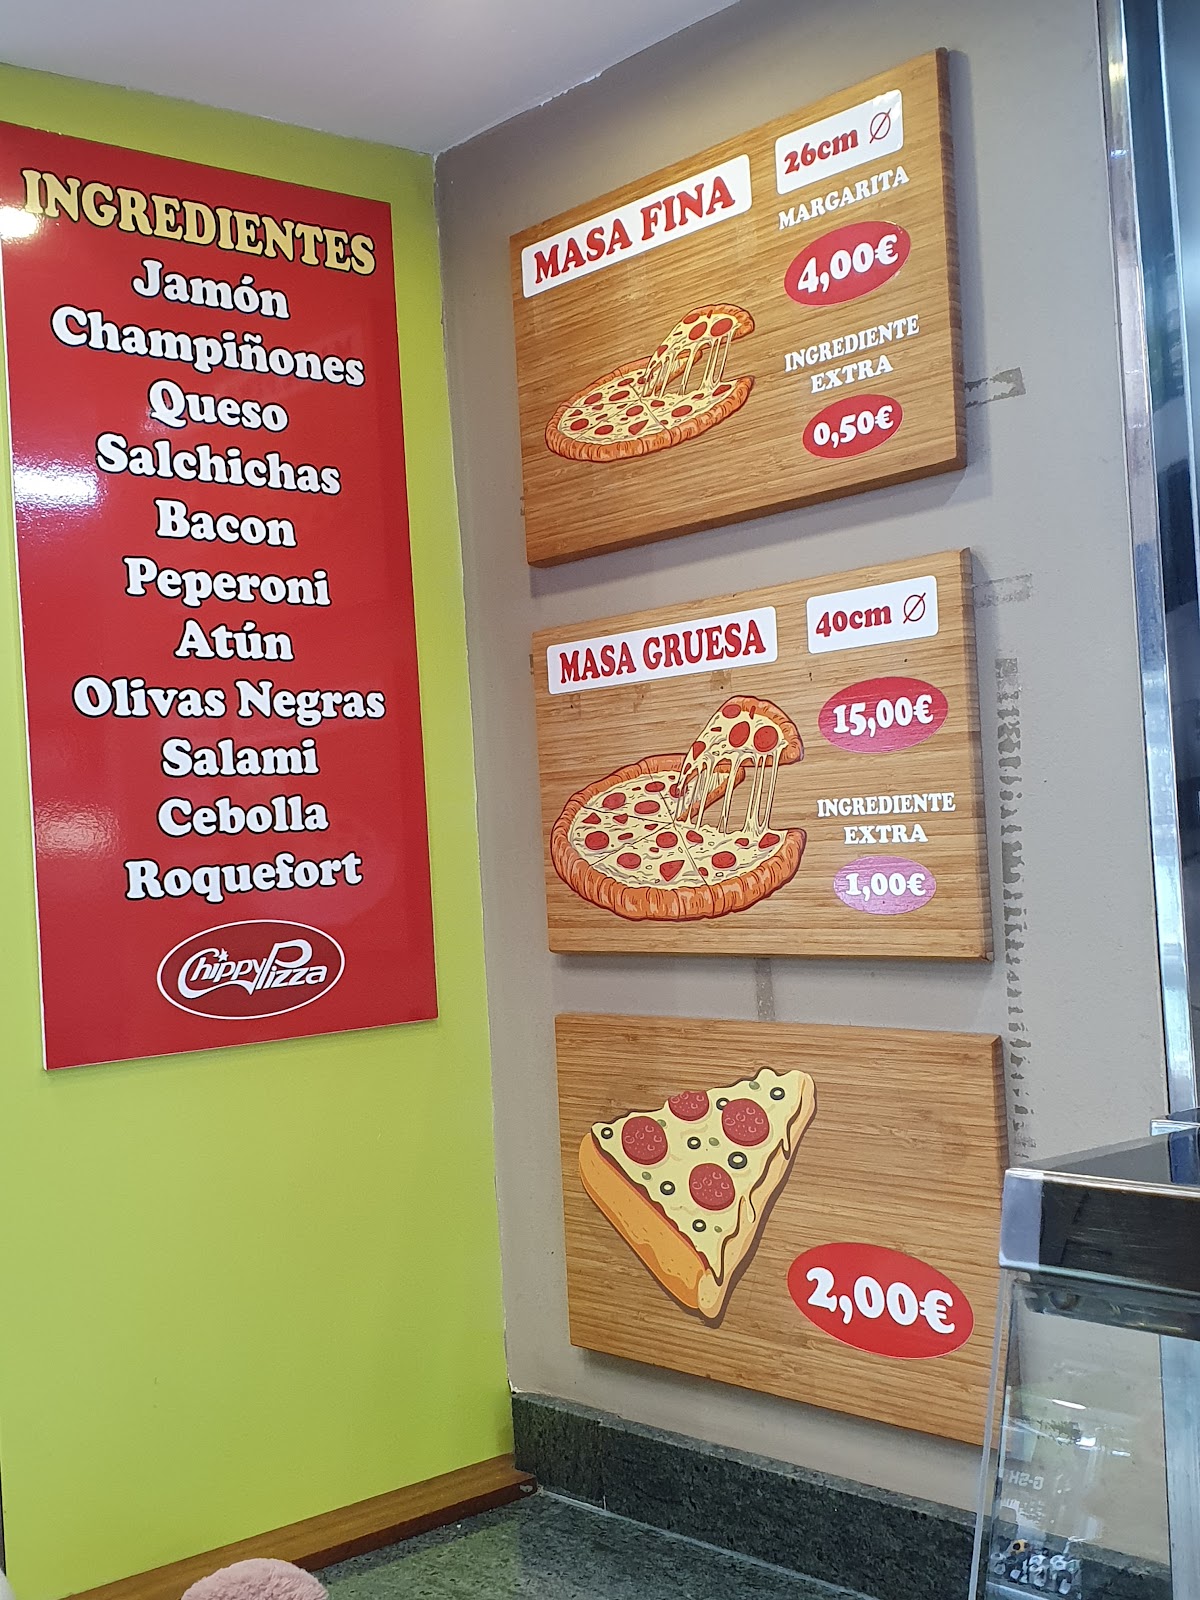 INGREDIENTES
Jamón
Champiñones
Queso
Salchichas
Bacon
Peperoni
Atún
Olivas Negras
Salami
Cebolla
Roquefort
ChippyPizza
MASA FINA
26cm Ø
MARGARITA
4,00€
INGREDIENTE
EXTRA
0,50€
MASA GRUESA
40cm Ø
15,00€
INGREDIENTE
EXTRA
1,00€
2,00€